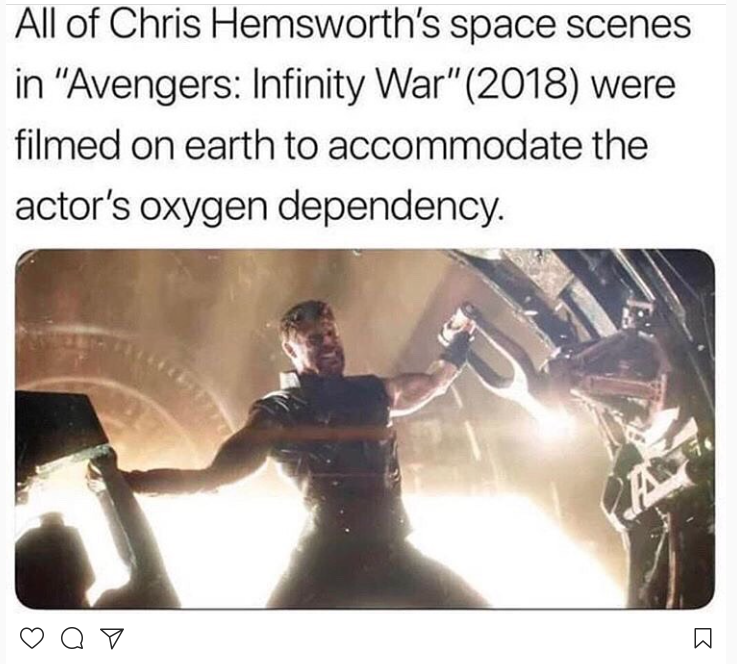 All of Chris Hemsworth's space scenes
in "Avengers: Infinity War"(2018) were
filmed on earth to accommodate the
actor's oxygen dependency.